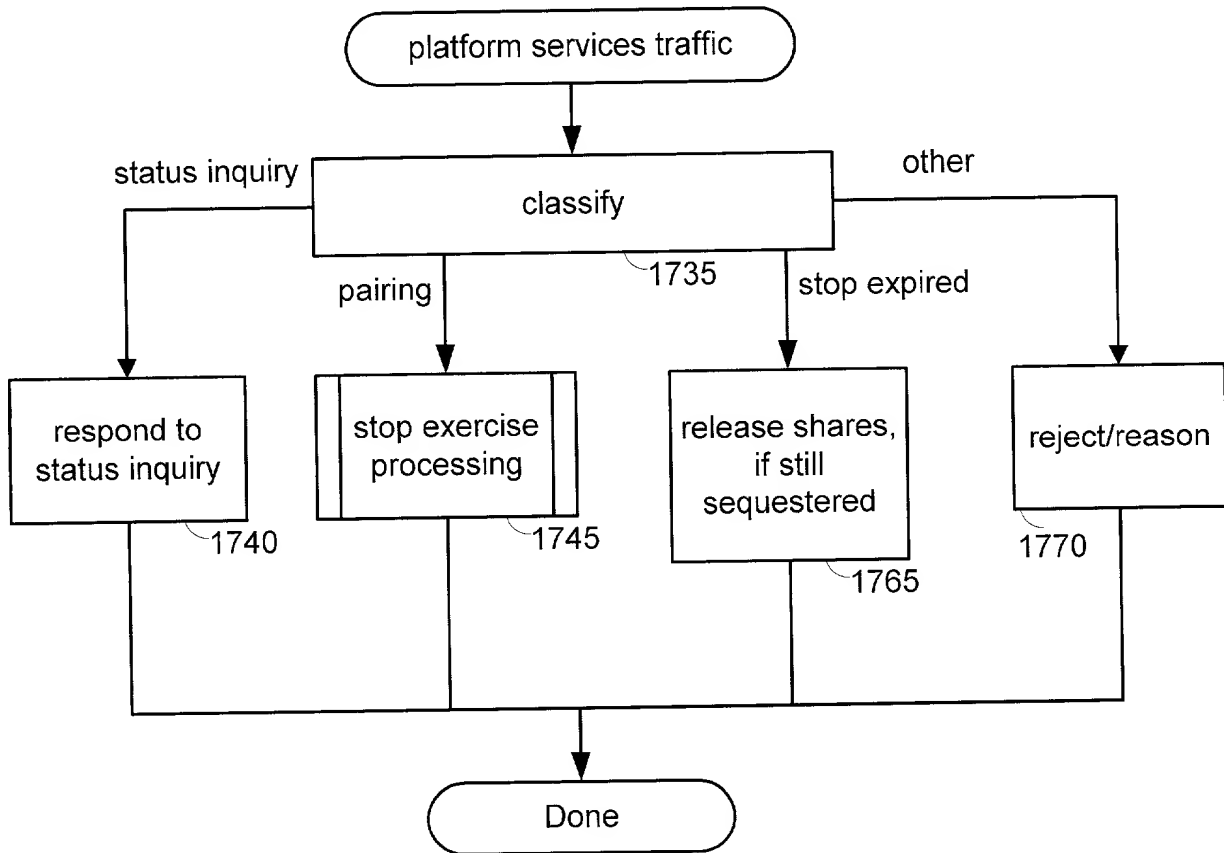 platform services traffic
status inquiry
other
classify
1735
pairing
stop expired
respond to
status inquiry
1740
stop exercise
processing
1745
release shares,
if still
sequestered
1765
reject/reason
1770
Done